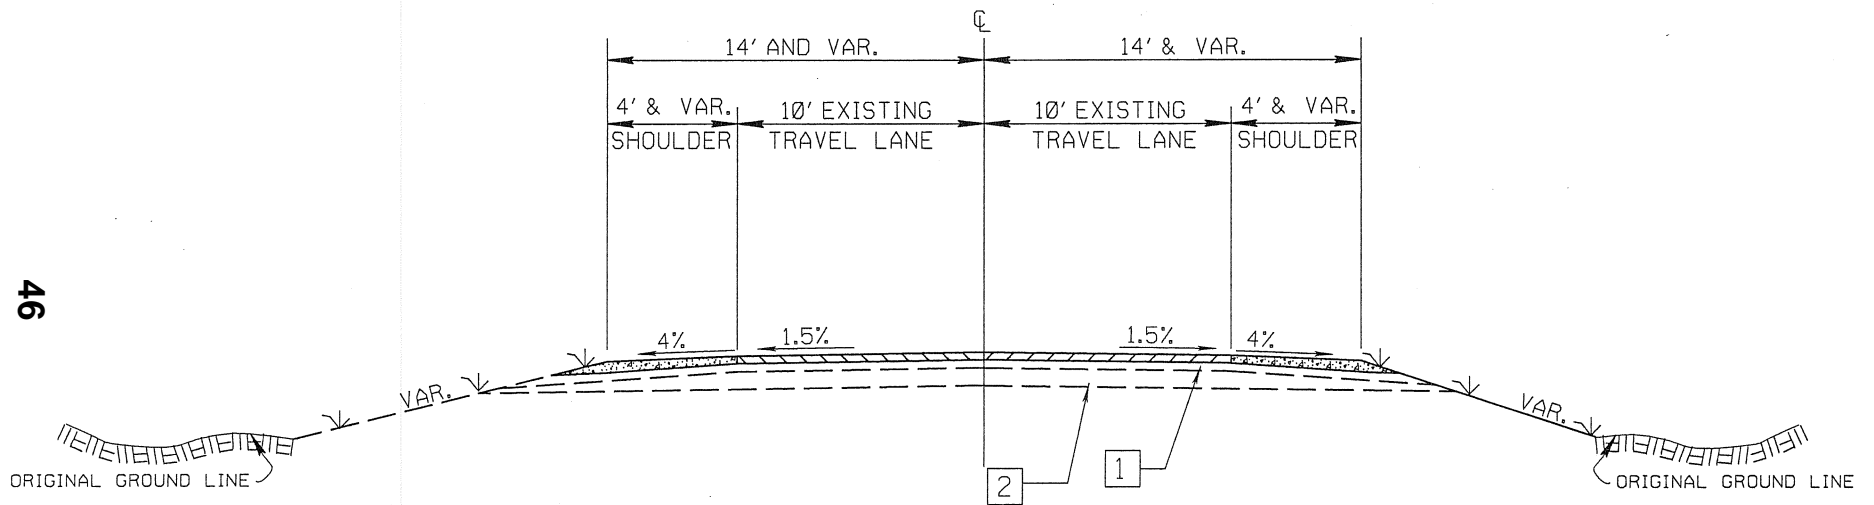 ℄
14' AND VAR.
14' & VAR.
4' & VAR.
SHOULDER
10' EXISTING
TRAVEL LANE
10' EXISTING
TRAVEL LANE
4' & VAR.
SHOULDER
46
4%
1.5%
1.5%
4%
VAR.
VAR.
ORIGINAL GROUND LINE
2
1
ORIGINAL GROUND LINE